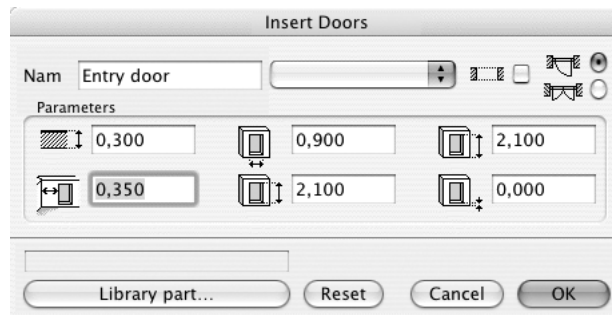 Insert Doors
Nam Entry door
Parameters
0,300 0,900 2,100
0,350 2,100 0,000
Library part... Reset Cancel OK